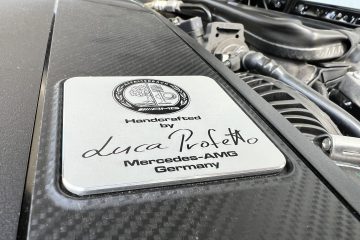 Handcrafted
by
Luca Profetto
Mercedes-AMG
Germany